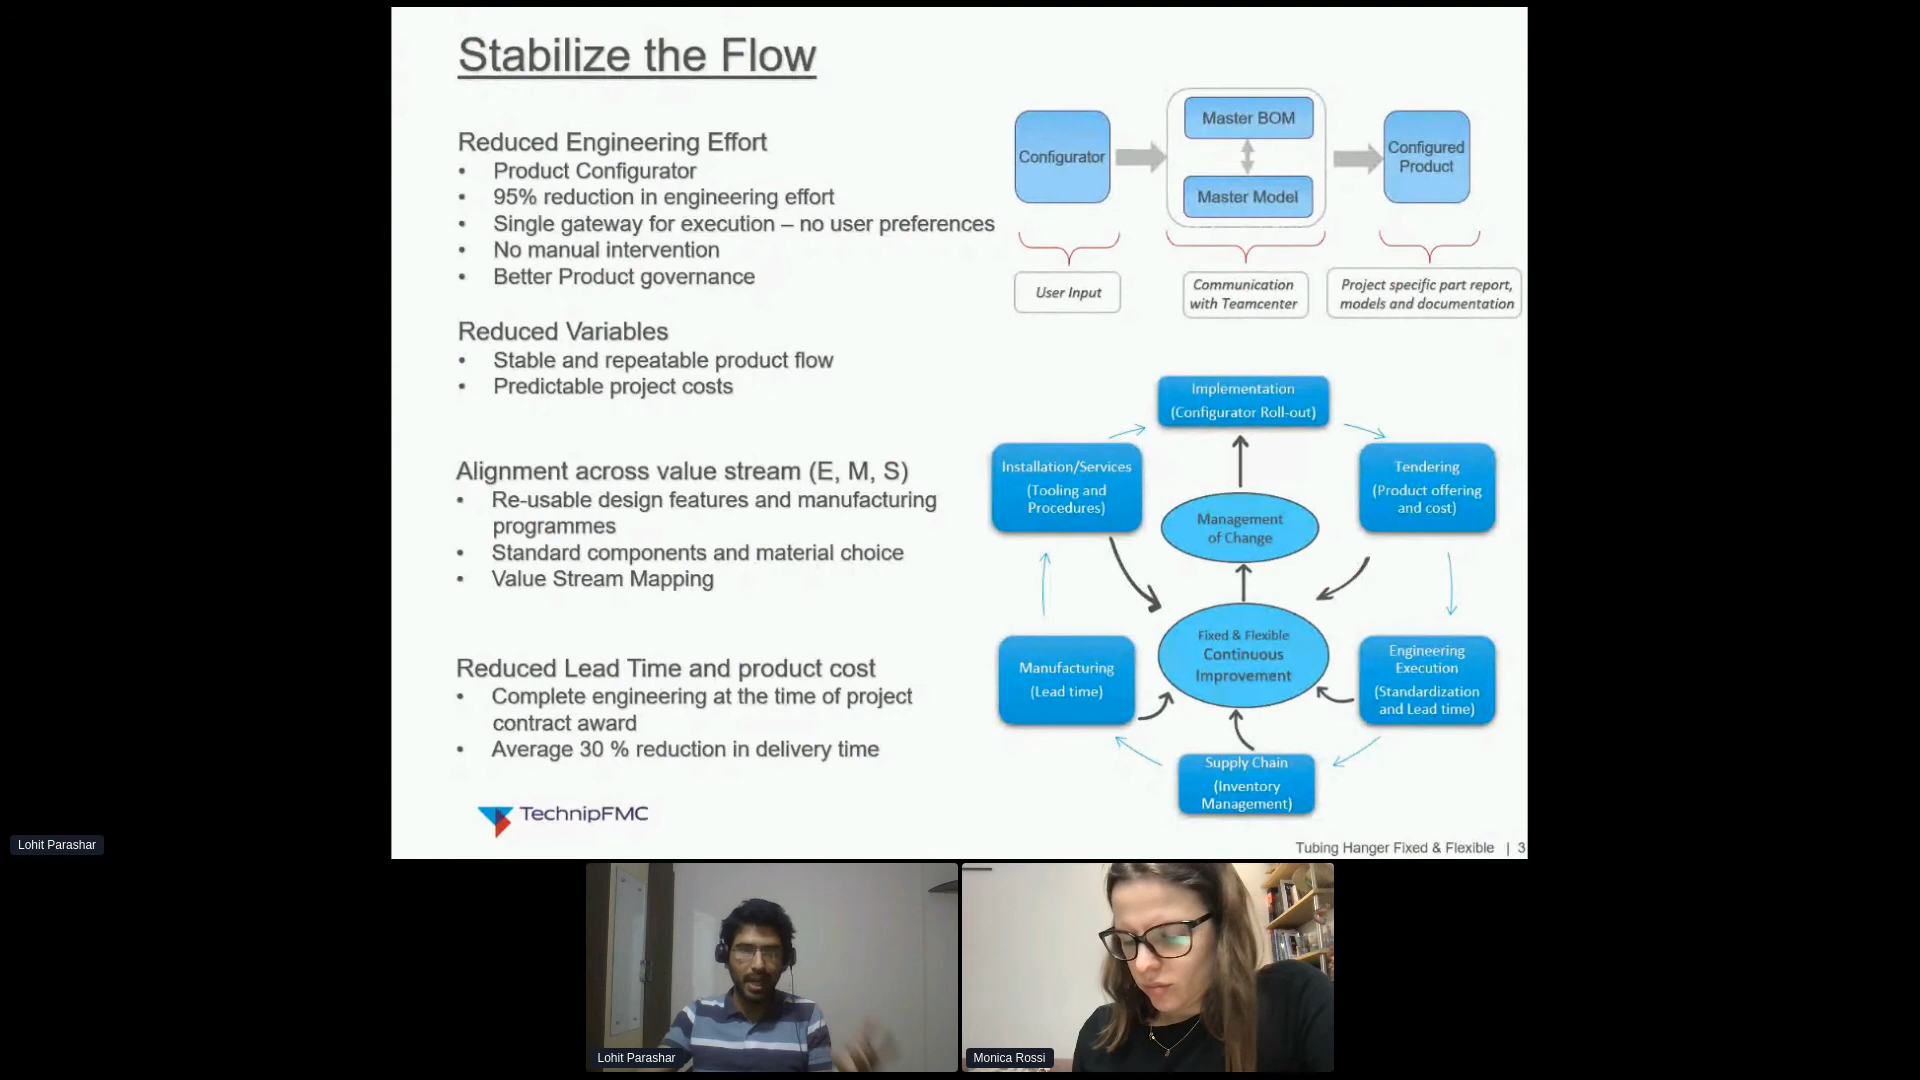 Stabilize the Flow
Reduced Engineering Effort
• Product Configurator
• 95% reduction in engineering effort
• Single gateway for execution – no user preferences
• No manual intervention
• Better Product governance
Reduced Variables
• Stable and repeatable product flow
• Predictable project costs
Alignment across value stream (E, M, S)
• Re-usable design features and manufacturing
programmes
• Standard components and material choice
• Value Stream Mapping
Reduced Lead Time and product cost
• Complete engineering at the time of project
contract award
• Average 30 % reduction in delivery time
TechnipFMC
Configurator
Master BOM
Master Model
Configured
Product
User Input
Communication
with Teamcenter
Project specific part report,
models and documentation
Implementation
(Configurator Roll-out)
Installation/Services
(Tooling and
Procedures)
Tendering
(Product offering
and cost)
Management
of Change
Fixed & Flexible
Continuous
Improvement
Manufacturing
(Lead time)
Engineering
Execution
(Standardization
and Lead time)
Supply Chain
(Inventory
Management)
Tubing Hanger Fixed & Flexible | 3
Lohit Parashar
Lohit Parashar
Monica Rossi